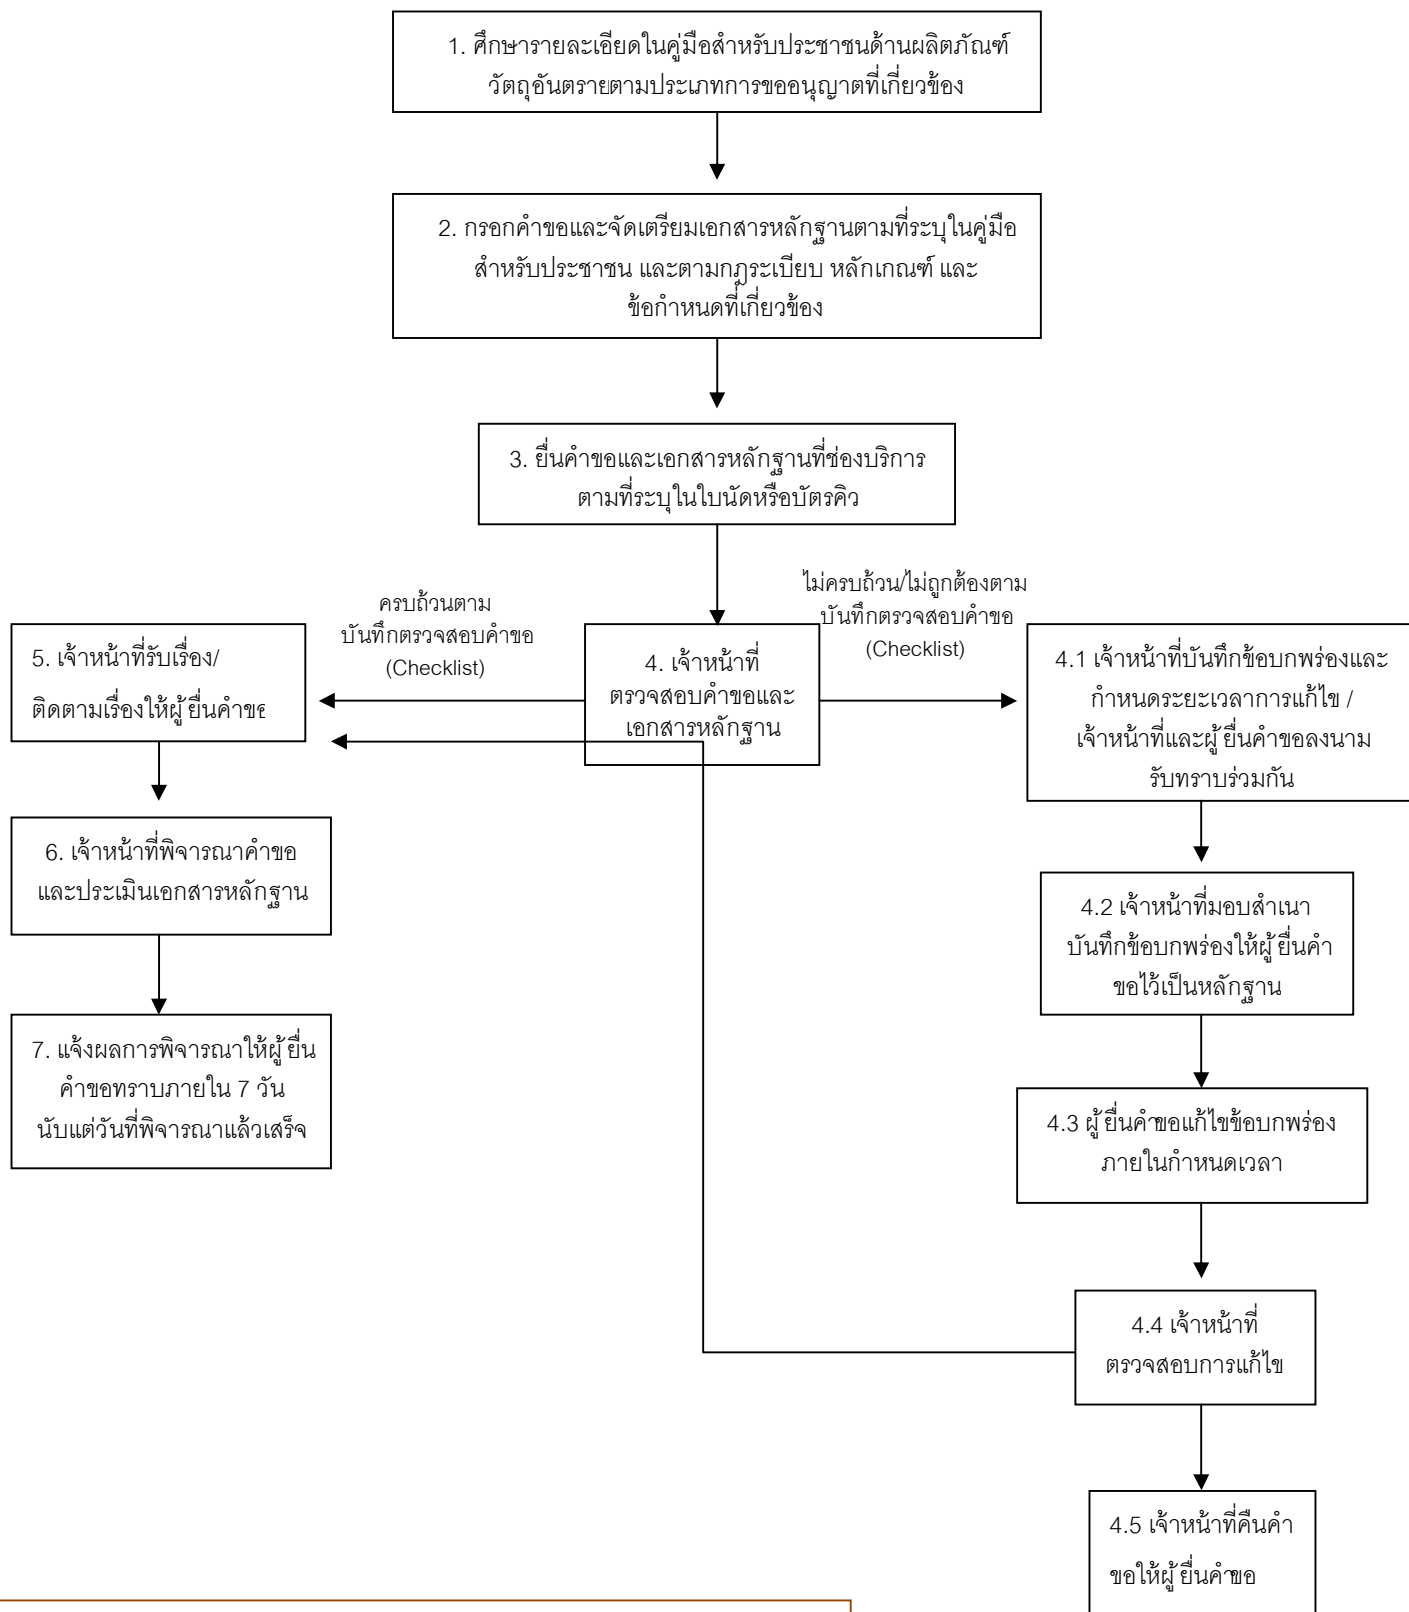 1. ศึกษารายละเอียดในคู่มือสำหรับประชาชนด้านผลิตภัณฑ์
วัตถุอันตรายตามประเภทการขออนุญาตที่เกี่ยวข้อง
2. กรอกคำขอและจัดเตรียมเอกสารหลักฐานตามที่ระบุในคู่มือ
สำหรับประชาชน และตามกฎระเบียบ หลักเกณฑ์ และ
ข้อกำหนดที่เกี่ยวข้อง
3. ยื่นคำขอและเอกสารหลักฐานที่ช่องบริการ
ตามที่ระบุในใบนัดหรือบัตรคิว
ครบถ้วนตาม
บันทึกตรวจสอบคำขอ
(Checklist)
ไม่ครบถ้วน/ไม่ถูกต้องตาม
บันทึกตรวจสอบคำขอ
(Checklist)
4. เจ้าหน้าที่
ตรวจสอบคำขอและ
เอกสารหลักฐาน
5. เจ้าหน้าที่รับเรื่อง/
ติดตามเรื่องให้ผู้ยื่นคำขอ
6. เจ้าหน้าที่พิจารณาคำขอ
และประเมินเอกสารหลักฐาน
7. แจ้งผลการพิจารณาให้ผู้ยื่น
คำขอทราบภายใน 7 วัน
นับแต่วันที่พิจารณาแล้วเสร็จ
4.1 เจ้าหน้าที่บันทึกข้อบกพร่องและ
กำหนดระยะเวลาการแก้ไข /
เจ้าหน้าที่และผู้ยื่นคำขอลงนาม
รับทราบร่วมกัน
4.2 เจ้าหน้าที่มอบสำเนา
บันทึกข้อบกพร่องให้ผู้ยื่นคำ
ขอไว้เป็นหลักฐาน
4.3 ผู้ยื่นคำขอแก้ไขข้อบกพร่อง
ภายในกำหนดเวลา
4.4 เจ้าหน้าที่
ตรวจสอบการแก้ไข
4.5 เจ้าหน้าที่คืนคำ
ขอให้ผู้ยื่นคำขอ